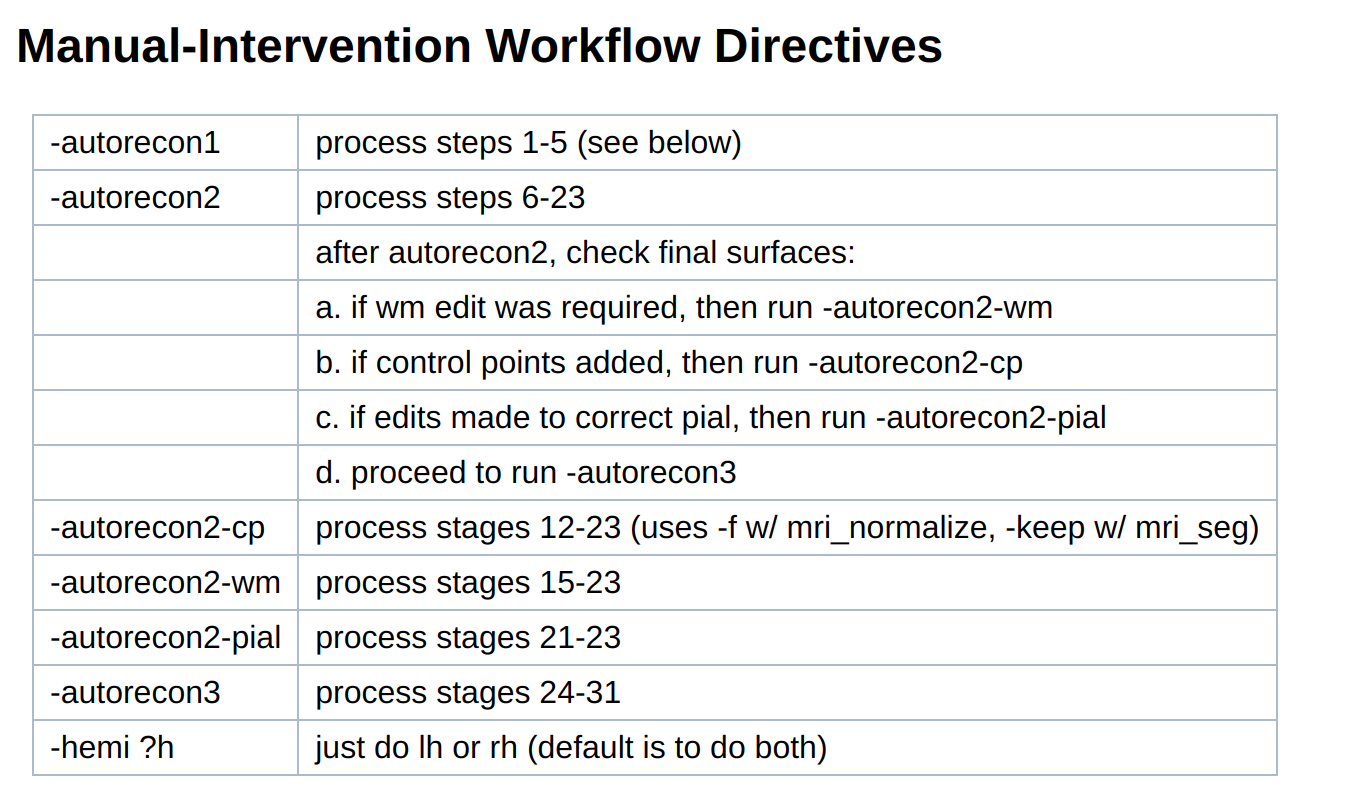 Manual-Intervention Workflow Directives
-autorecon1 process steps 1-5 (see below)
-autorecon2 process steps 6-23
after autorecon2, check final surfaces:
a. if wm edit was required, then run -autorecon2-wm
b. if control points added, then run -autorecon2-cp
c. if edits made to correct pial, then run -autorecon2-pial
d. proceed to run -autorecon3
-autorecon2-cp process stages 12-23 (uses -f w/ mri_normalize, -keep w/ mri_seg)
-autorecon2-wm process stages 15-23
-autorecon2-pial process stages 21-23
-autorecon3 process stages 24-31
-hemi ?h just do lh or rh (default is to do both)